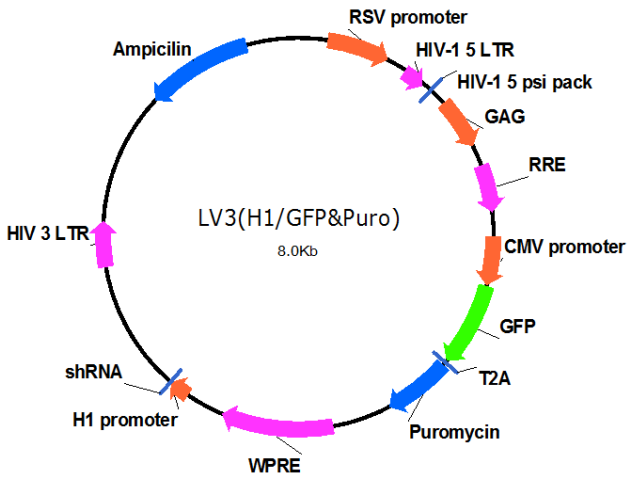 RSV promoter
Ampicilin
HIV-1 5 LTR
HIV-1 5 psi pack
GAG
RRE
LV3(H1/GFP&Puro)
8.0Kb
HIV 3 LTR
CMV promoter
GFP
shRNA
T2A
H1 promoter
Puromycin
WPRE